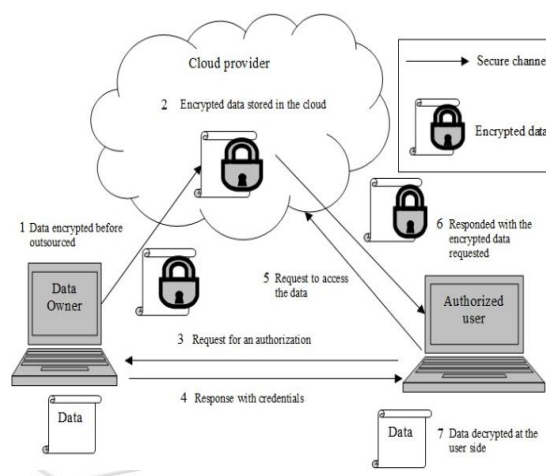 Cloud provider
2 Encrypted data stored in the cloud
Secure channel
Encrypted data
1 Data encrypted before
outsourced
6 Responded with the
encrypted data
requested
Data
Owner
5 Request to access
the data
Authorized
user
3 Request for an authorization
4 Response with credentials
Data
Data
7 Data decrypted at the
user side